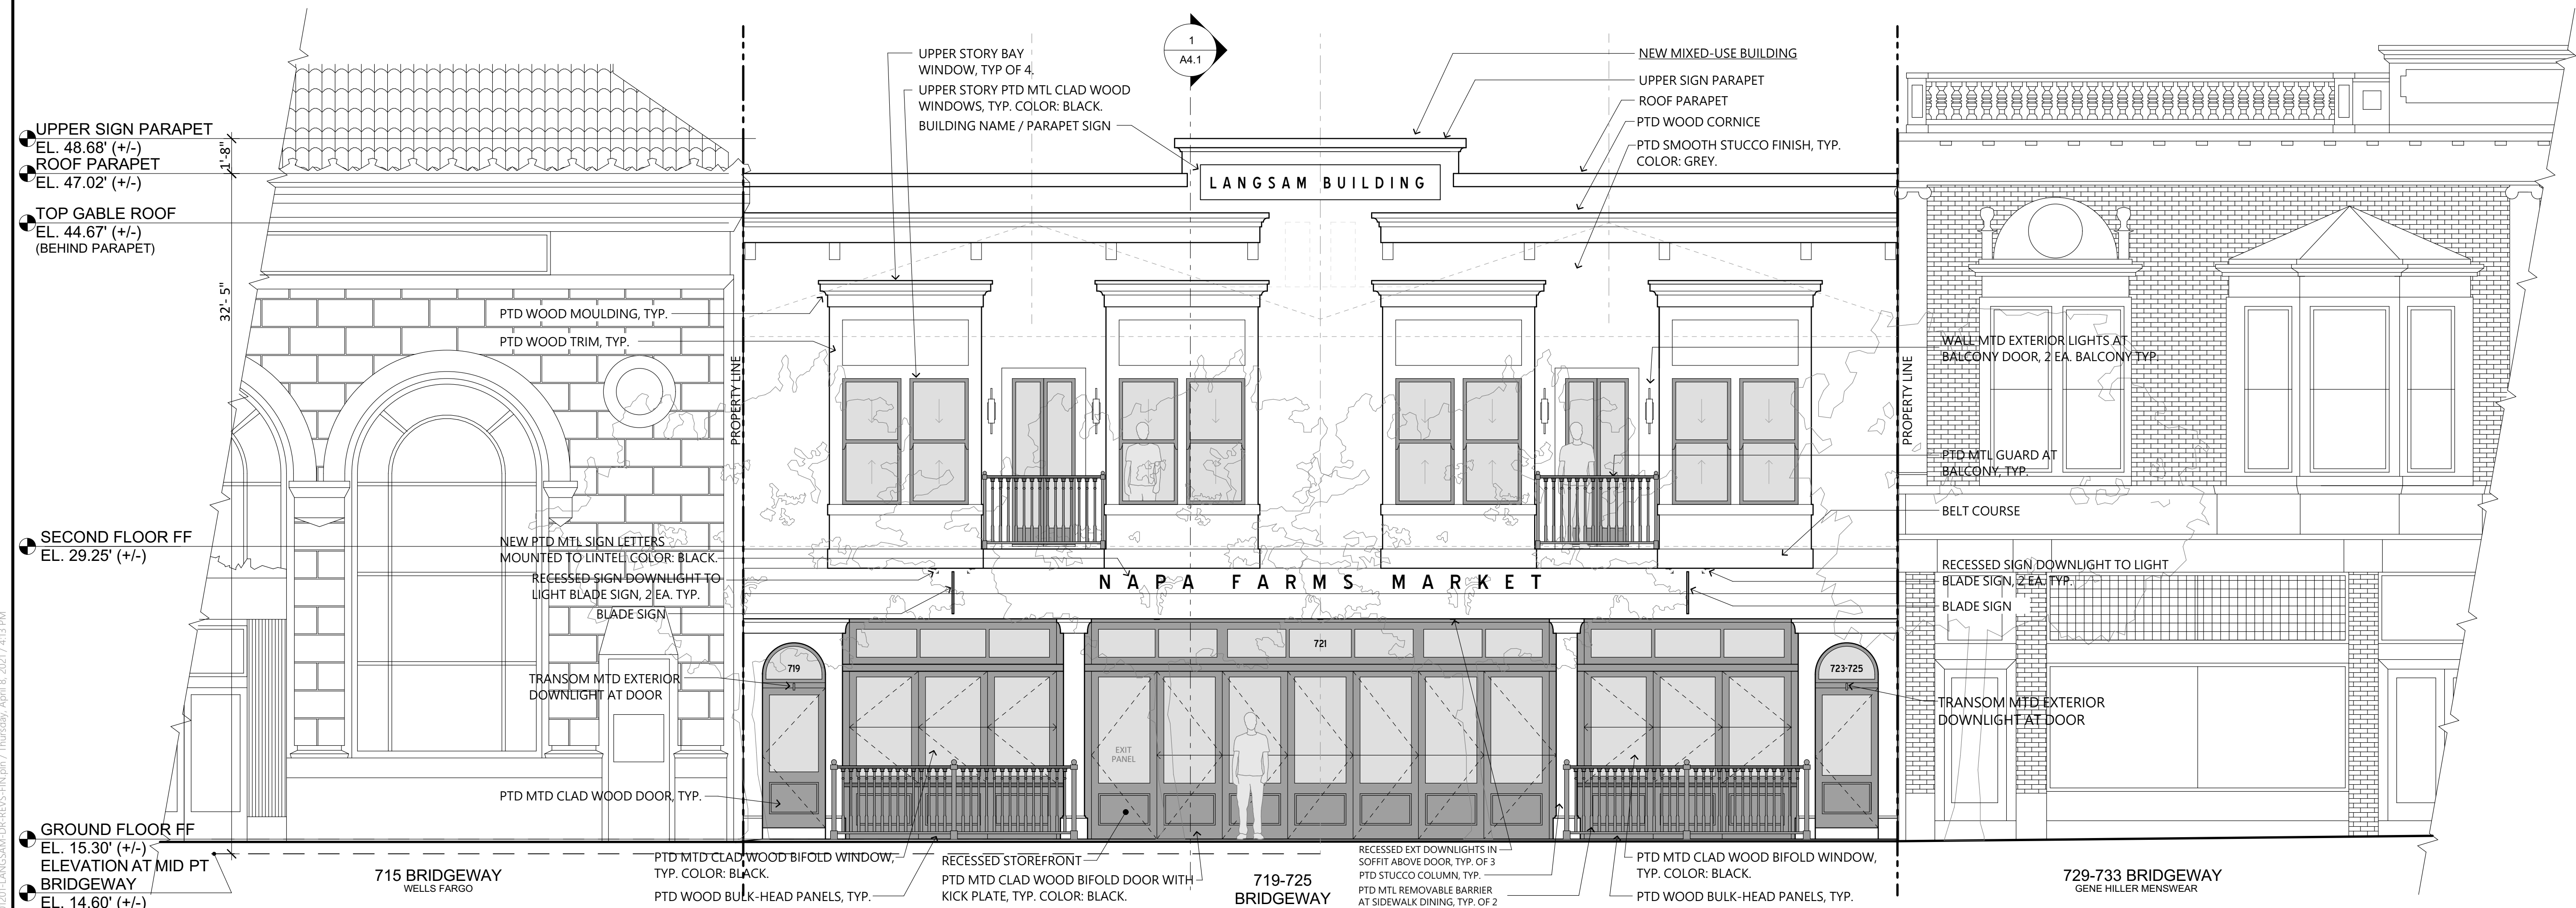 UPPER SIGN PARAPET
EL. 48.68' (+/-)
ROOF PARAPET
EL. 47.02' (+/-)
TOP GABLE ROOF
EL. 44.67' (+/-)
(BEHIND PARAPET)
SECOND FLOOR FF
EL. 29.25' (+/-)
GROUND FLOOR FF
EL. 15.30' (+/-)
ELEVATION AT MID PT
BRIDGEWAY
EL. 14.60' (+/-)
1'-8"
32'- 5"
PTD WOOD MOULDING, TYP.
PTD WOOD TRIM, TYP.
NEW PTD MTL SIGN LETTERS
MOUNTED TO LINTEL. COLOR: BLACK.
RECESSED SIGN DOWNLIGHT TO
LIGHT BLADE SIGN, 2 EA. TYP.
BLADE SIGN
TRANSOM MTD EXTERIOR
DOWNLIGHT AT DOOR
PTD MTD CLAD WOOD DOOR, TYP.
715 BRIDGEWAY
WELLS FARGO
PROPERTY LINE
UPPER STORY BAY
WINDOW, TYP OF 4.
UPPER STORY PTD MTL CLAD WOOD
WINDOWS, TYP. COLOR: BLACK.
BUILDING NAME / PARAPET SIGN
1
A4.1
LANGSAM BUILDING
NEW MIXED-USE BUILDING
UPPER SIGN PARAPET
ROOF PARAPET
PTD WOOD CORNICE
PTD SMOOTH STUCCO FINISH, TYP.
COLOR: GREY.
NAPA FARMS MARKET
719
721
723-725
EXIT
PANEL
PTD MTD CLAD WOOD BIFOLD WINDOW,
TYP. COLOR: BLACK.
PTD WOOD BULK-HEAD PANELS, TYP.
RECESSED STOREFRONT
PTD MTD CLAD WOOD BIFOLD DOOR WITH
KICK PLATE, TYP. COLOR: BLACK.
719-725
BRIDGEWAY
RECESSED EXT DOWNLIGHTS IN
SOFFIT ABOVE DOOR, TYP. OF 3
PTD STUCCO COLUMN, TYP.
PTD MTL REMOVABLE BARRIER
AT SIDEWALK DINING, TYP. OF 2
PTD MTD CLAD WOOD BIFOLD WINDOW,
TYP. COLOR: BLACK.
PTD WOOD BULK-HEAD PANELS, TYP.
PROPERTY LINE
WALL MTD EXTERIOR LIGHTS AT
BALCONY DOOR, 2 EA. BALCONY TYP.
PTD MTL GUARD AT
BALCONY, TYP.
BELT COURSE
RECESSED SIGN DOWNLIGHT TO LIGHT
BLADE SIGN, 2 EA. TYP.
BLADE SIGN
TRANSOM MTD EXTERIOR
DOWNLIGHT AT DOOR
729-733 BRIDGEWAY
GENE HILLER MENSWEAR
LANGSAM-DR-REVS-FIN.pln / Thursday, April 8, 2021 / 4:13 PM